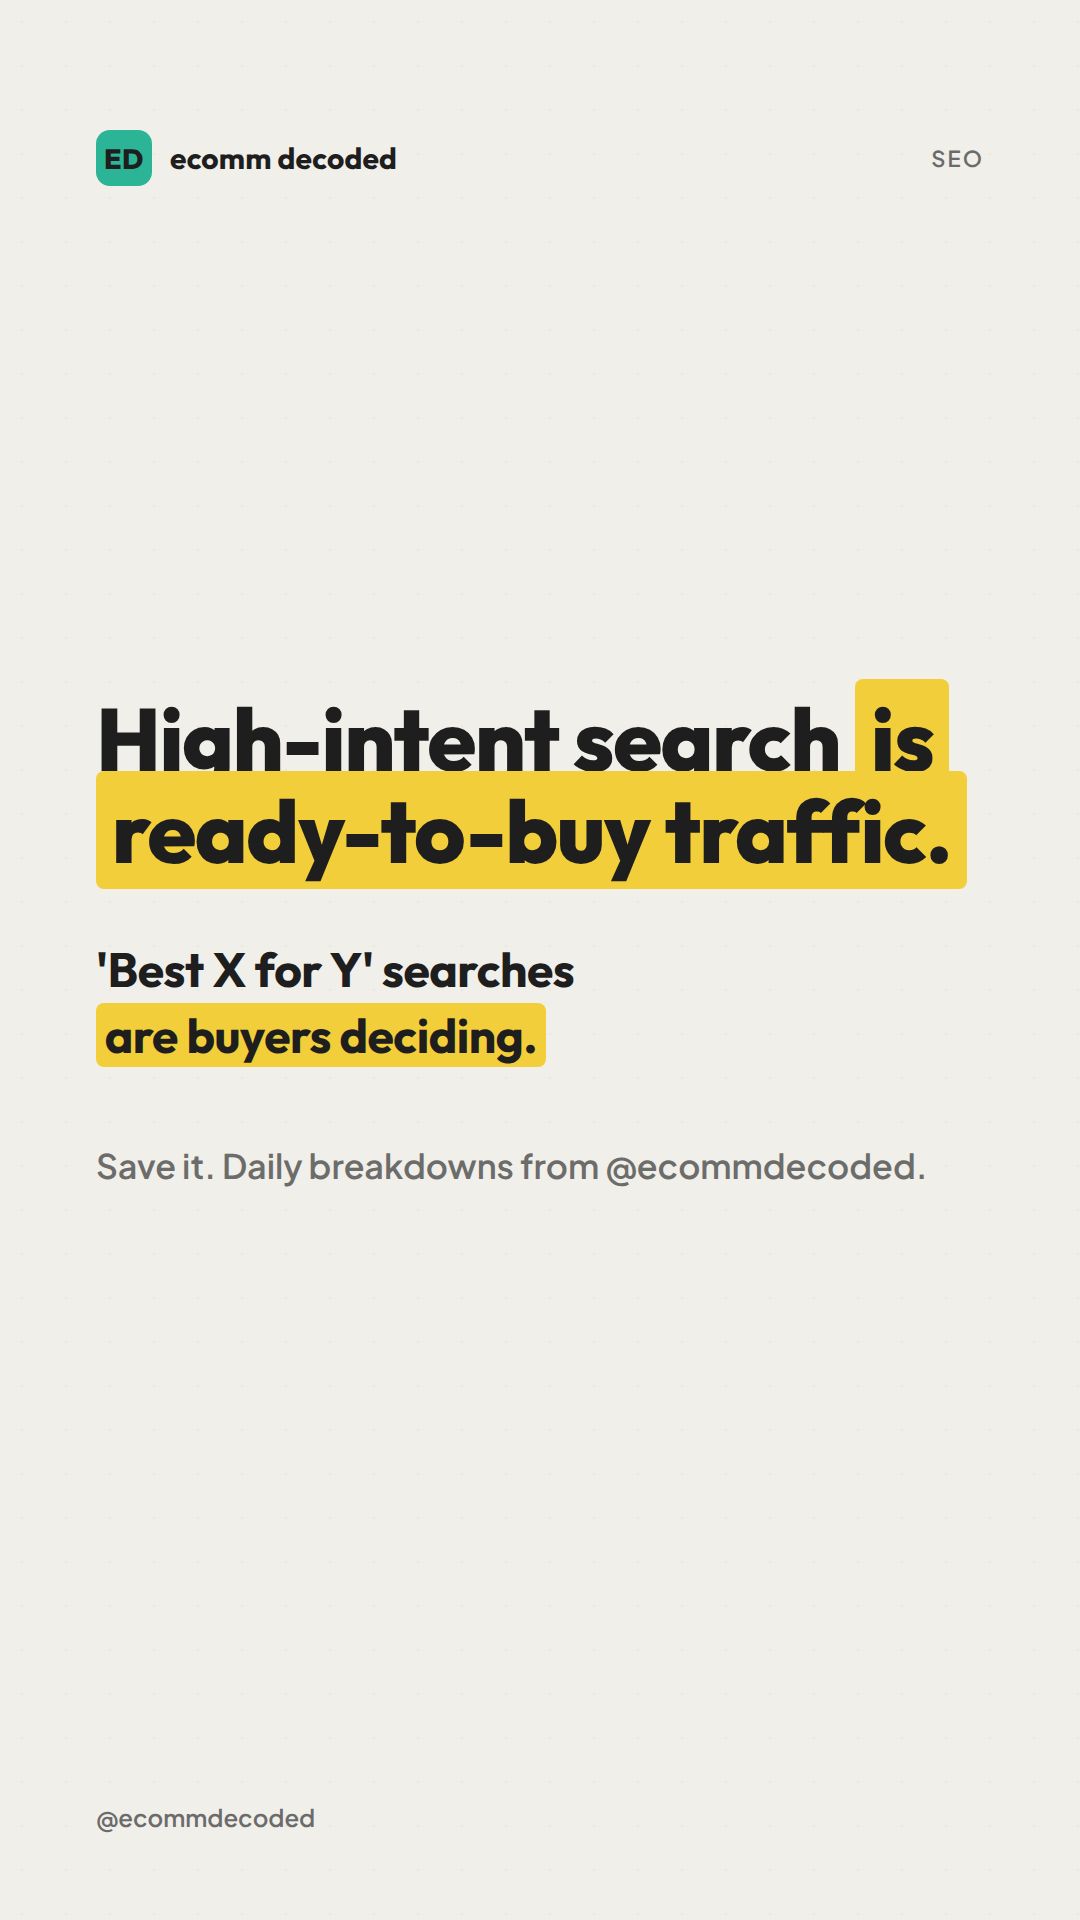 ED ecomm decoded
SEO
High-intent search is
ready-to-buy traffic.
'Best X for Y' searches
are buyers deciding.
Save it. Daily breakdowns from @ecommdecoded.
@ecommdecoded